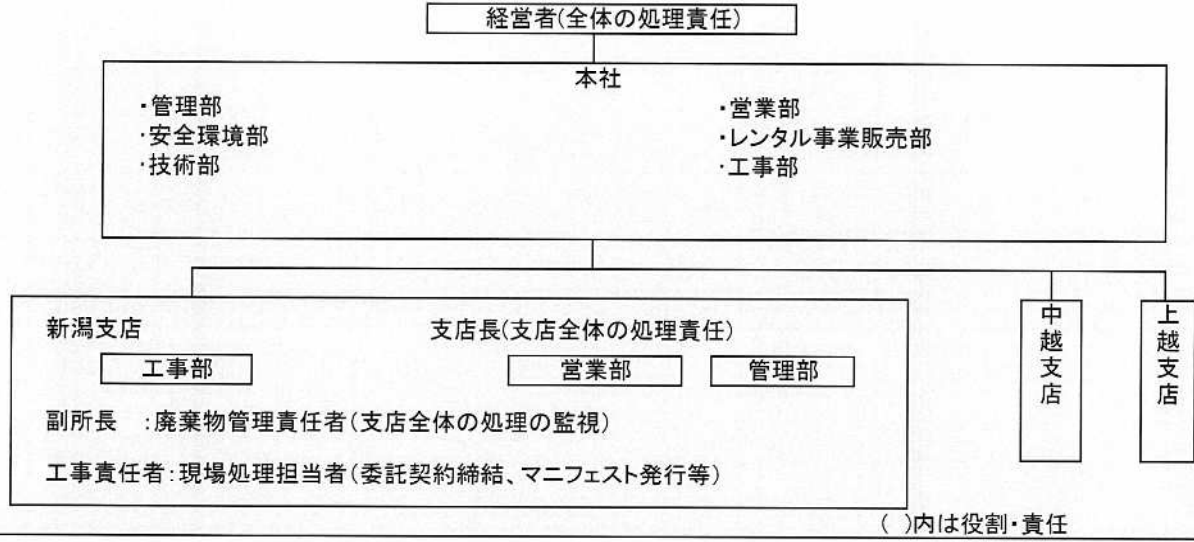 経営者(全体の処理責任)
本社
・管理部
・安全環境部
・技術部
・営業部
・レンタル事業販売部
・工事部
新潟支店 支店長(支店全体の処理責任)
工事部 営業部 管理部
副所長 :廃棄物管理責任者(支店全体の処理の監視)
工事責任者:現場処理担当者(委託契約締結、マニフェスト発行等)
中越支店
上越支店
( )内は役割・責任